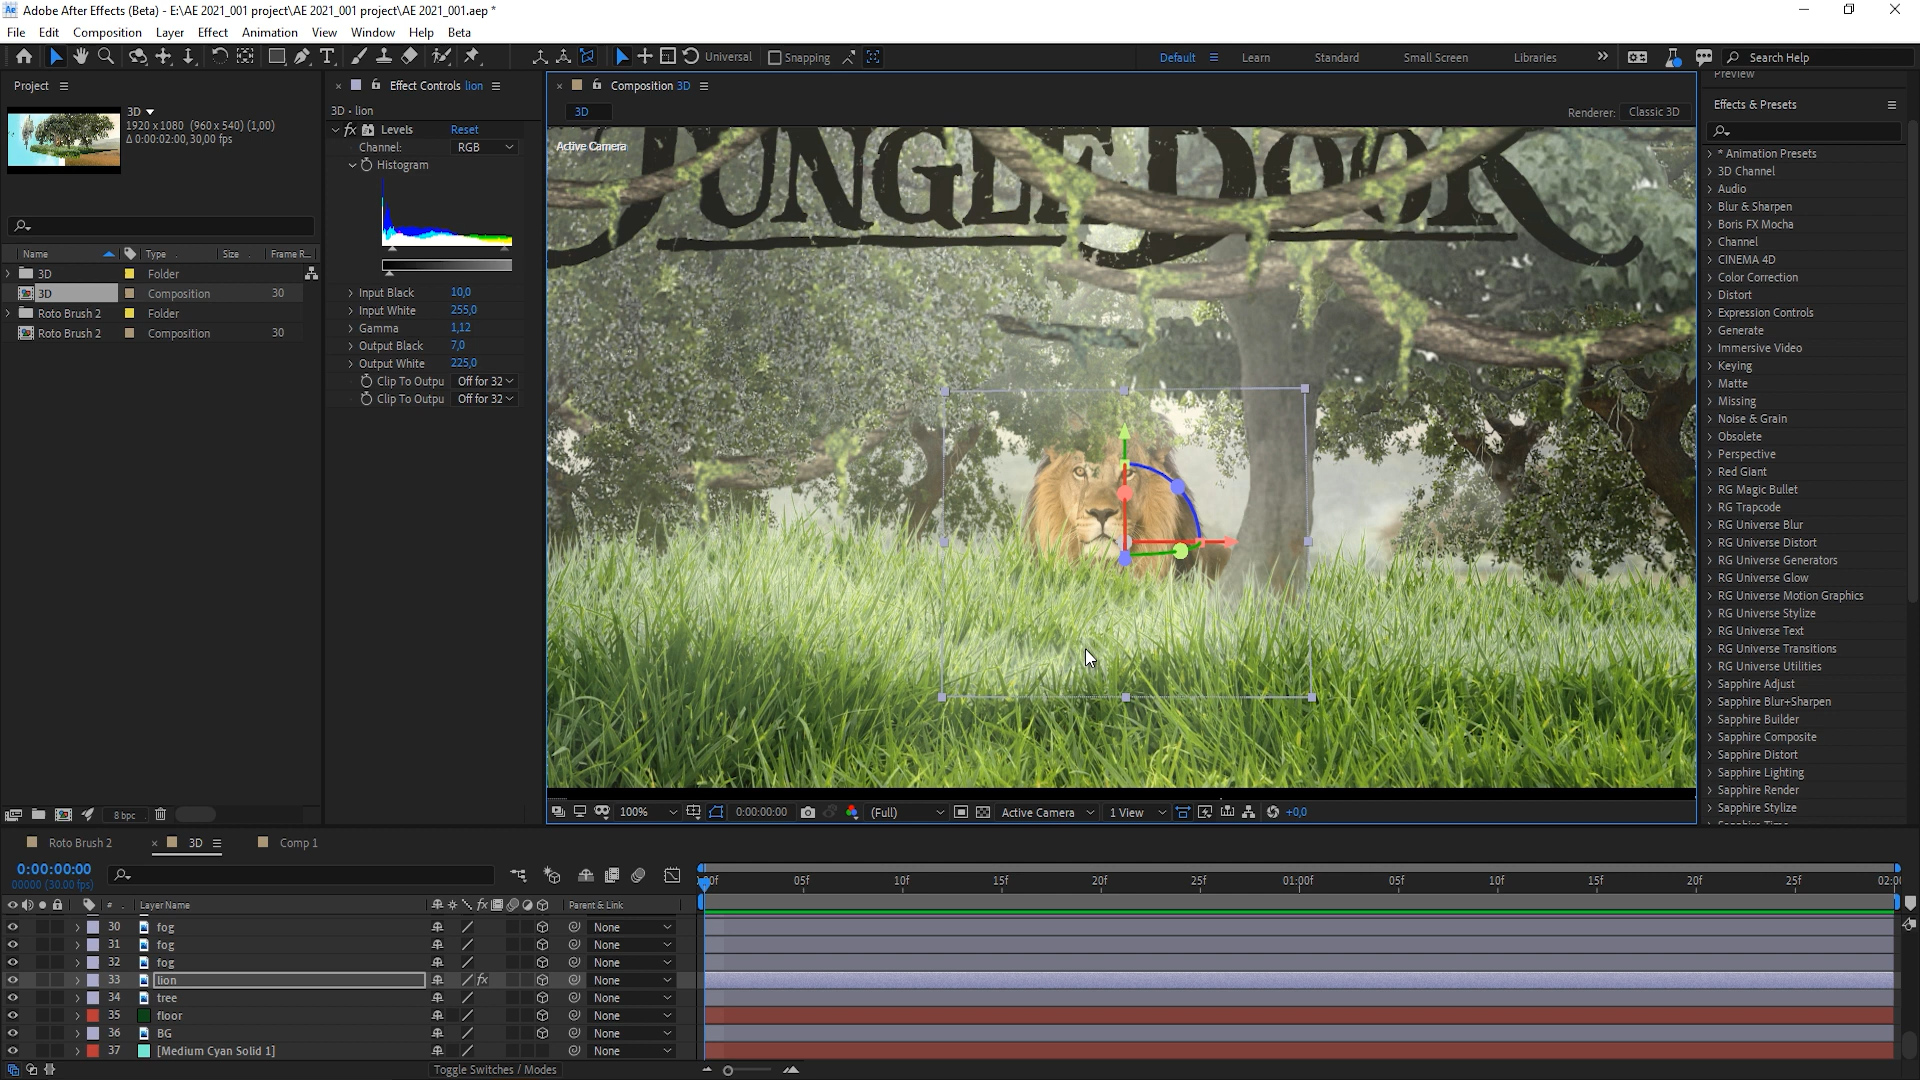 Adobe After Effects (Beta) - E:\AE 2021_001 project\AE 2021_001 project\AE 2021_001.aep *
File Edit Composition Layer Effect Animation View Window Help Beta
Universal Snapping Default Learn Standard Small Screen Libraries Search Help
Project
3D
1920 x 1080 (960 x 540) (1,00)
Δ 0:00:02:00, 30,00 fps
Name Type Size Frame R...
3D Folder
3D Composition 30
Roto Brush 2 Folder
Roto Brush 2 Composition 30
8 bpc
Effect Controls lion
3D - lion
fx Levels Reset
Channel: RGB
Histogram
Input Black 10,0
Input White 255,0
Gamma 1,12
Output Black 7,0
Output White 225,0
Clip To Outpu Off for 32
Clip To Outpu Off for 32
Composition 3D
3D
Renderer: Classic 3D
Active Camera
JUNGLE BOOK
100% 0:00:00:00 (Full) Active Camera 1 View +0,0
Preview
Effects & Presets
* Animation Presets
3D Channel
Audio
Blur & Sharpen
Boris FX Mocha
Channel
CINEMA 4D
Color Correction
Distort
Expression Controls
Generate
Immersive Video
Keying
Matte
Missing
Noise & Grain
Obsolete
Perspective
Red Giant
RG Magic Bullet
RG Trapcode
RG Universe Blur
RG Universe Distort
RG Universe Generators
RG Universe Glow
RG Universe Motion Graphics
RG Universe Stylize
RG Universe Text
RG Universe Transitions
RG Universe Utilities
Sapphire Adjust
Sapphire Blur+Sharpen
Sapphire Builder
Sapphire Composite
Sapphire Distort
Sapphire Lighting
Sapphire Render
Sapphire Stylize
Roto Brush 2 3D Comp 1
0:00:00:00
00000 (30.00 fps)
05f 10f 15f 20f 25f 01:00f 05f 10f 15f 20f 25f 02:0
# Layer Name fx Parent & Link
30 fog None
31 fog None
32 fog None
33 lion fx None
34 tree None
35 floor None
36 BG None
37 [Medium Cyan Solid 1] None
Toggle Switches / Modes